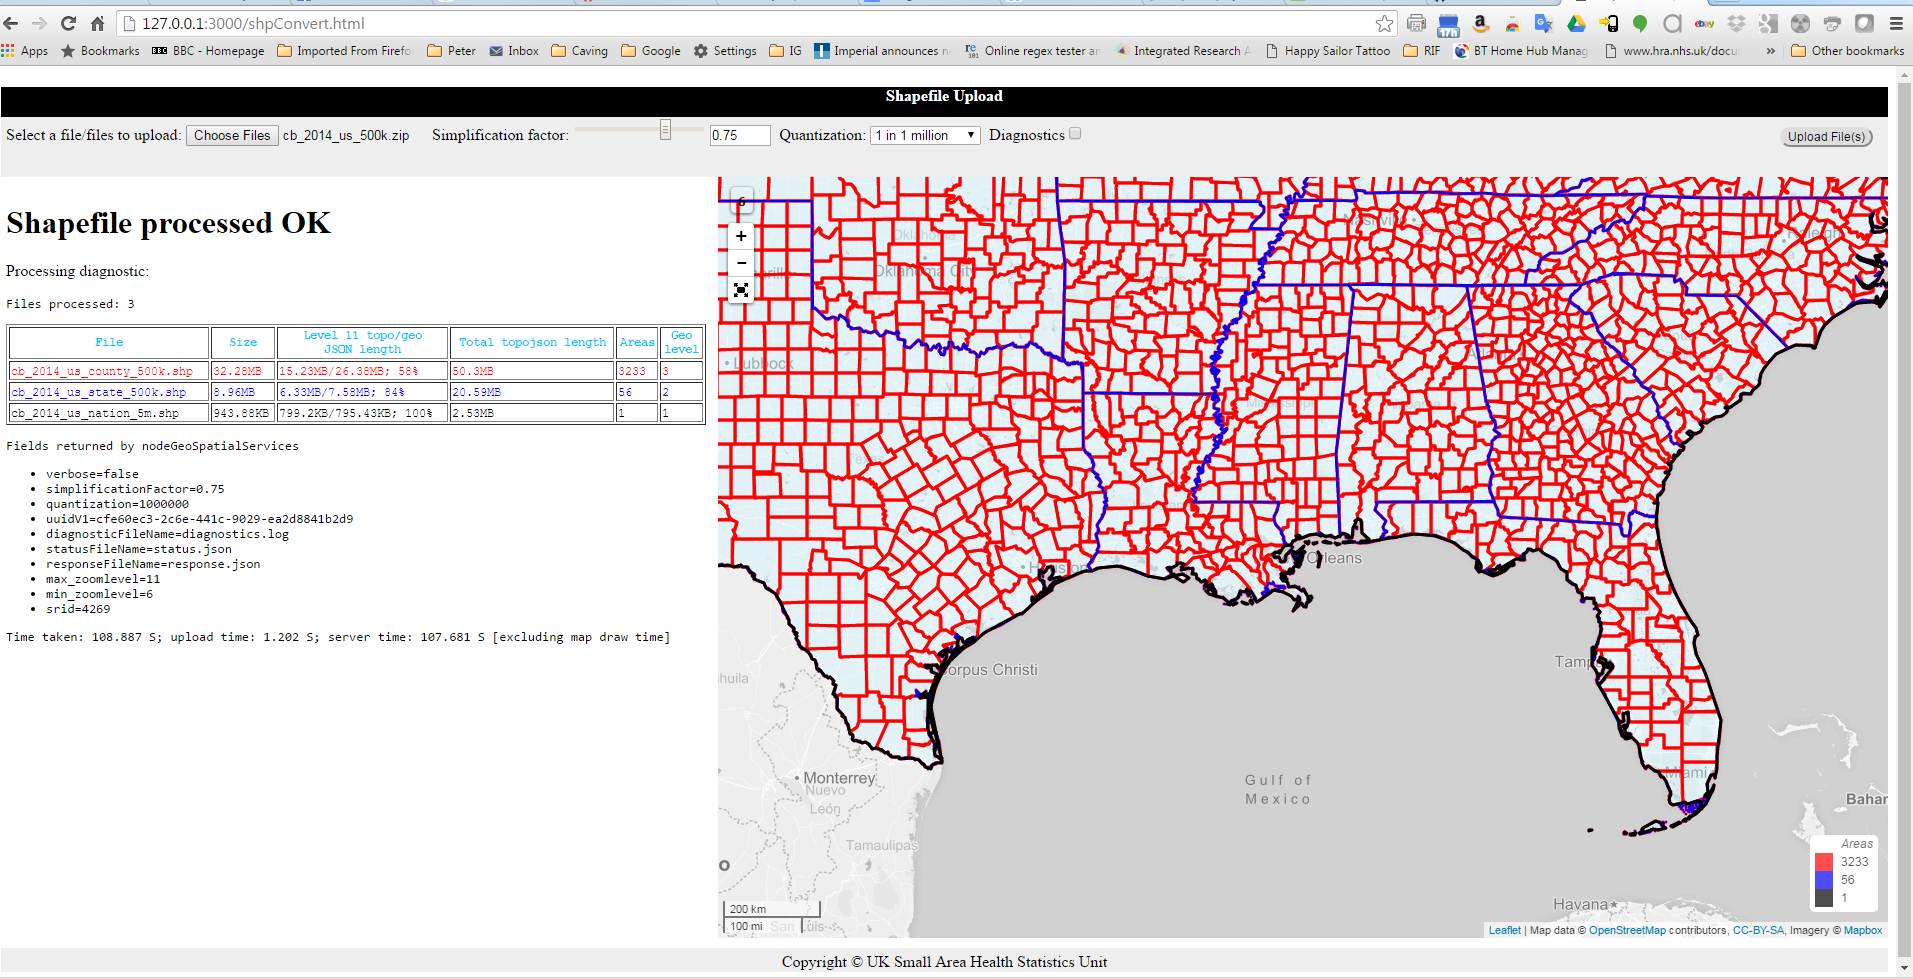 127.0.0.1:3000/shpConvert.html
17h
Apps Bookmarks BBC BBC - Homepage Imported From Firefo Peter Inbox Caving Google Settings IG Imperial announces Online regex tester an Integrated Research A Happy Sailor Tattoo RIF BT Home Hub Manag www.hra.nhs.uk/docu » Other bookmarks
Shapefile Upload
Select a file/files to upload: Choose Files cb_2014_us_500k.zip Simplification factor: 0.75 Quantization: 1 in 1 million Diagnostics Upload File(s)
Shapefile processed OK
Processing diagnostic:
Files processed: 3
File Size Level 11 topo/geo JSON length Total topojson length Areas Geo level
cb_2014_us_county_500k.shp 32.28MB 15.23MB/26.38MB; 58% 50.3MB 3233 3
cb_2014_us_state_500k.shp 8.96MB 6.33MB/7.58MB; 84% 20.59MB 56 2
cb_2014_us_nation_5m.shp 943.88KB 799.2KB/795.43KB; 100% 2.53MB 1 1
Fields returned by nodeGeoSpatialServices
• verbose=false
• simplificationFactor=0.75
• quantization=1000000
• uuidV1=cfe60ec3-2c6e-441c-9029-ea2d8841b2d9
• diagnosticFileName=diagnostics.log
• statusFileName=status.json
• responseFileName=response.json
• max_zoomlevel=11
• min_zoomlevel=6
• srid=4269
Time taken: 108.887 S; upload time: 1.202 S; server time: 107.681 S [excluding map draw time]
6
+
−
Nashville
Raleigh
Oklahoma
Oklahoma City
Lubbock
Orleans
Corpus Christi
Monterrey
Nuevo
León
Tamaulipas
Gulf of
Mexico
Miami
Havana
Areas
3233
56
1
200 km
100 mi
San Luis
Leaflet | Map data © OpenStreetMap contributors, CC-BY-SA, Imagery © Mapbox
Copyright © UK Small Area Health Statistics Unit